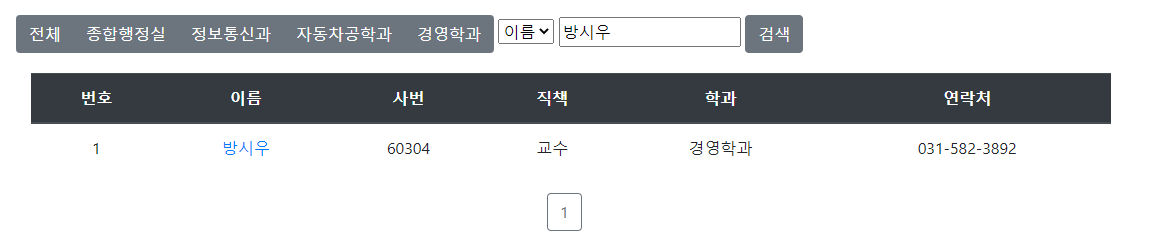 전체 종합행정실 정보통신과 자동차공학과 경영학과 이름 방시우 검색
번호 이름 사번 직책 학과 연락처
1 방시우 60304 교수 경영학과 031-582-3892
1